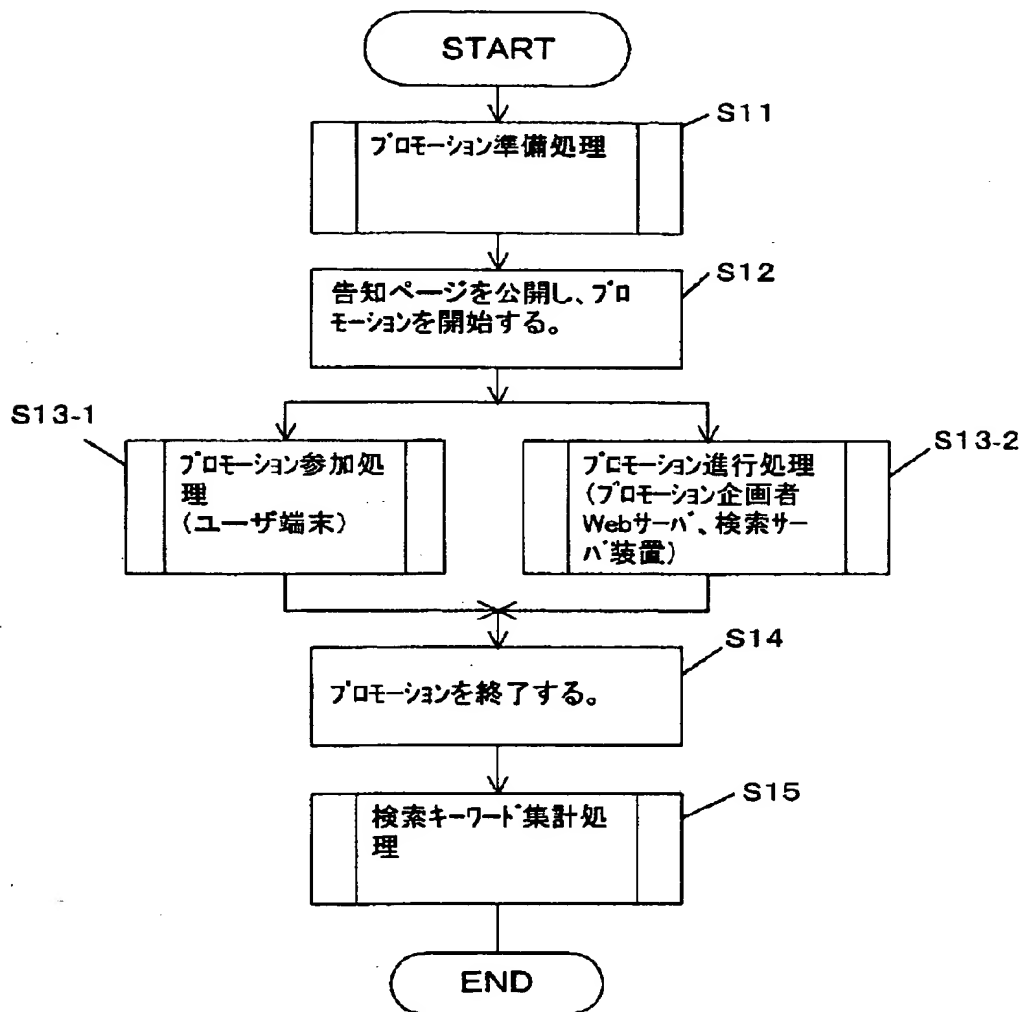 START
S11
プロモーション準備処理
S12
告知ページを公開し、プロ
モーションを開始する。
S13-1
プロモーション参加処
理
(ユーザ端末)
S13-2
プロモーション進行処理
(プロモーション企画者
Webサーバ、検索サー
バ装置)
S14
プロモーションを終了する。
S15
検索キーワード集計処
理
END